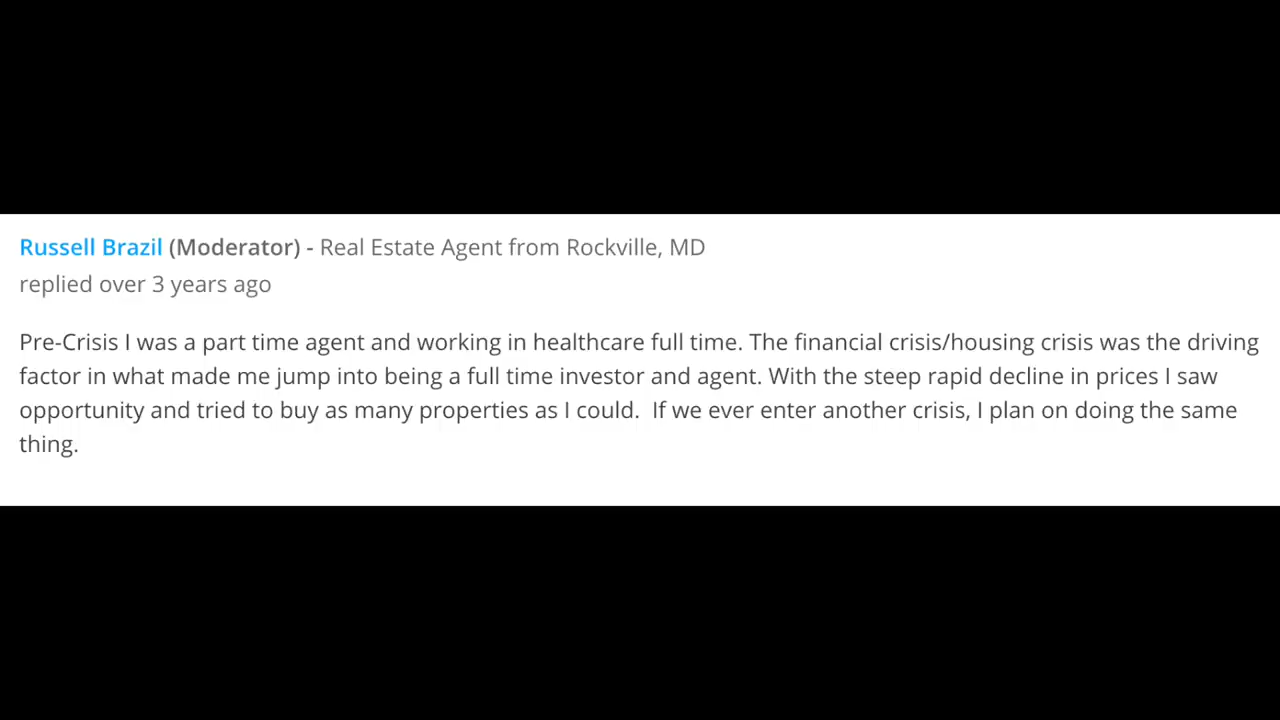 Russell Brazil (Moderator) - Real Estate Agent from Rockville, MD
replied over 3 years ago
Pre-Crisis I was a part time agent and working in healthcare full time. The financial crisis/housing crisis was the driving
factor in what made me jump into being a full time investor and agent. With the steep rapid decline in prices I saw
opportunity and tried to buy as many properties as I could.  If we ever enter another crisis, I plan on doing the same
thing.